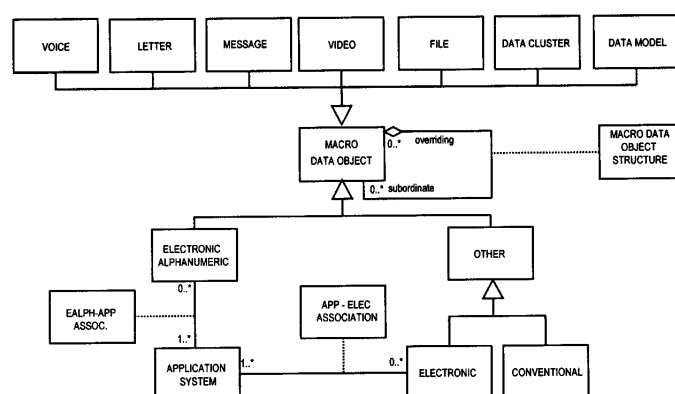 VOICE
LETTER
MESSAGE
VIDEO
FILE
DATA CLUSTER
DATA MODEL
MACRO
DATA OBJECT
0..*
overriding
0..* subordinate
MACRO DATA
OBJECT
STRUCTURE
ELECTRONIC
ALPHANUMERIC
OTHER
0..*
EALPH-APP
ASSOC.
APP - ELEC
ASSOCIATION
1..*
APPLICATION
SYSTEM
1..*
0..*
ELECTRONIC
CONVENTIONAL